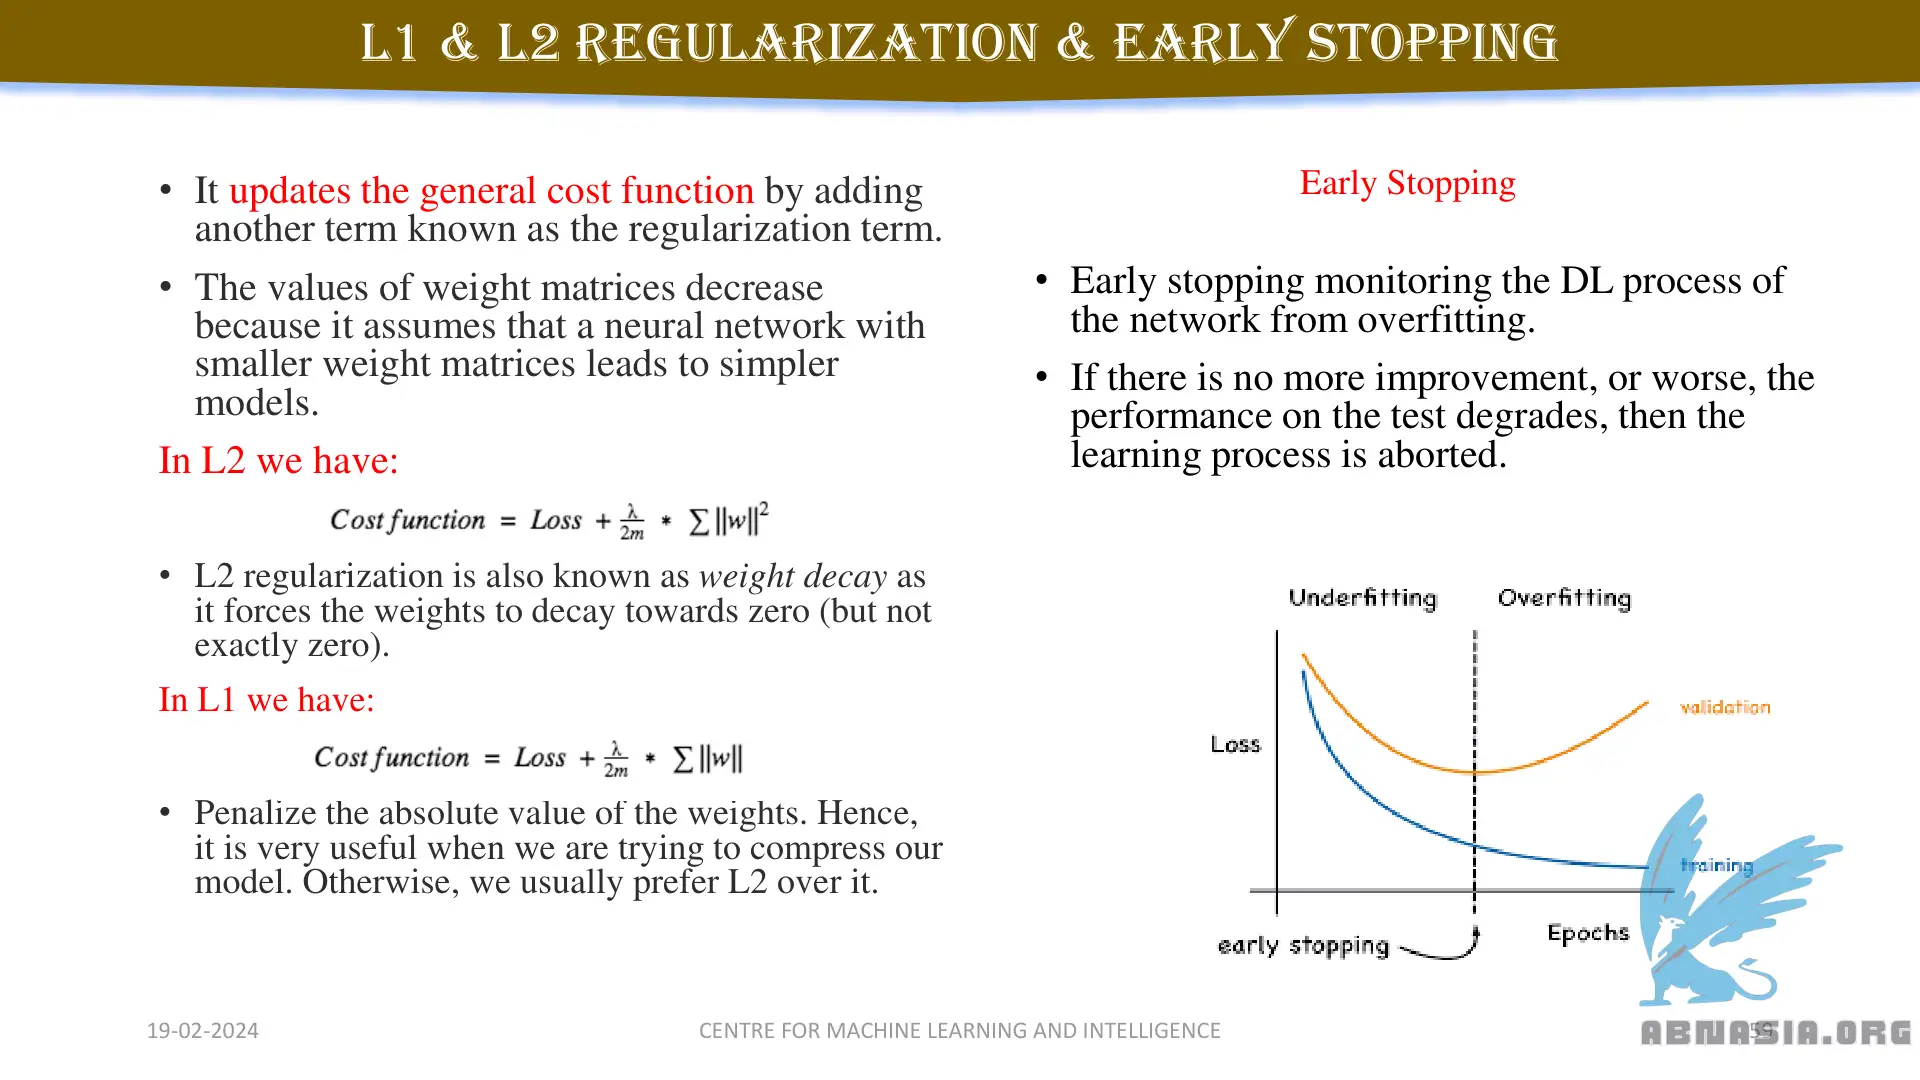 L1 & L2 REGULARIZATION & EARLY STOPPING
• It updates the general cost function by adding
another term known as the regularization term.
• The values of weight matrices decrease
because it assumes that a neural network with
smaller weight matrices leads to simpler
models.
In L2 we have:
Cost function = Loss + λ/2m * ∑ ||w||²
• L2 regularization is also known as weight decay as
it forces the weights to decay towards zero (but not
exactly zero).
In L1 we have:
Cost function = Loss + λ/2m * ∑ ||w||
• Penalize the absolute value of the weights. Hence,
it is very useful when we are trying to compress our
model. Otherwise, we usually prefer L2 over it.
Early Stopping
• Early stopping monitoring the DL process of
the network from overfitting.
• If there is no more improvement, or worse, the
performance on the test degrades, then the
learning process is aborted.
Underfitting Overfitting
validation
Loss
training
Epochs
early stopping
19-02-2024
CENTRE FOR MACHINE LEARNING AND INTELLIGENCE
59
ABNASIA.ORG